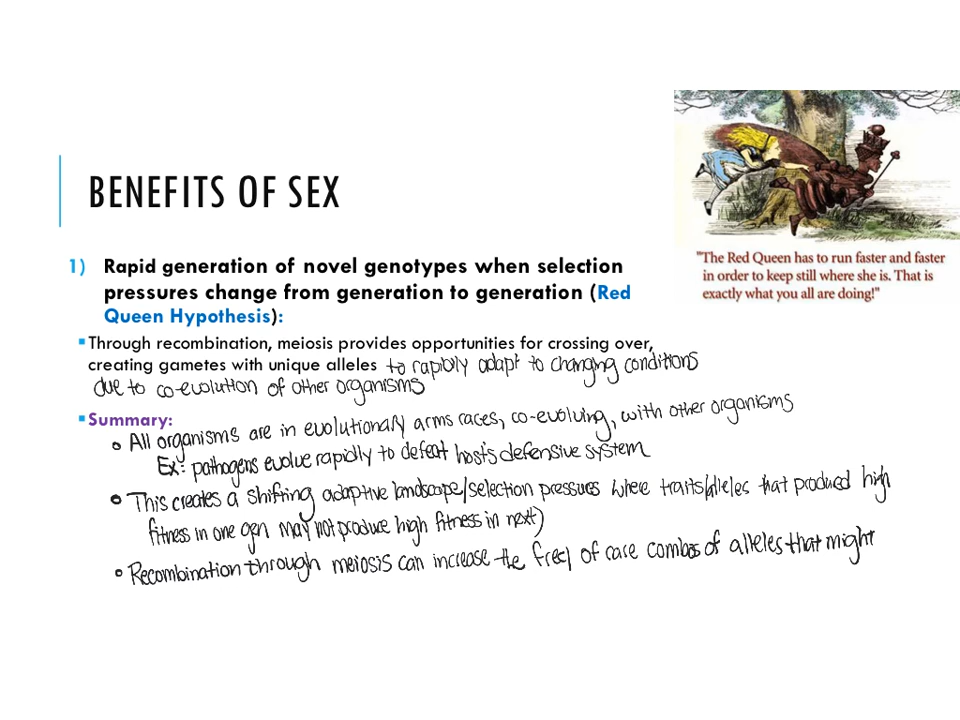 BENEFITS OF SEX
"The Red Queen has to run faster and faster
in order to keep still where she is. That is
exactly what you all are doing!"
1) Rapid generation of novel genotypes when selection
pressures change from generation to generation (Red
Queen Hypothesis):
▪Through recombination, meiosis provides opportunities for crossing over,
creating gametes with unique alleles to rapidly adapt to changing conditions
due to co-evolution of other organisms
▪Summary:
o All organisms are in evolutionary arms races, co-evolving, with other organisms
Ex: pathogens evolve rapidly to defeat host's defensive system
o This creates a shifting adaptive landscape/selection pressures where traits/alleles that produced high
fitness in one gen may not produce high fitness in next)
o Recombination through meiosis can increase the freq of rare combos of alleles that might